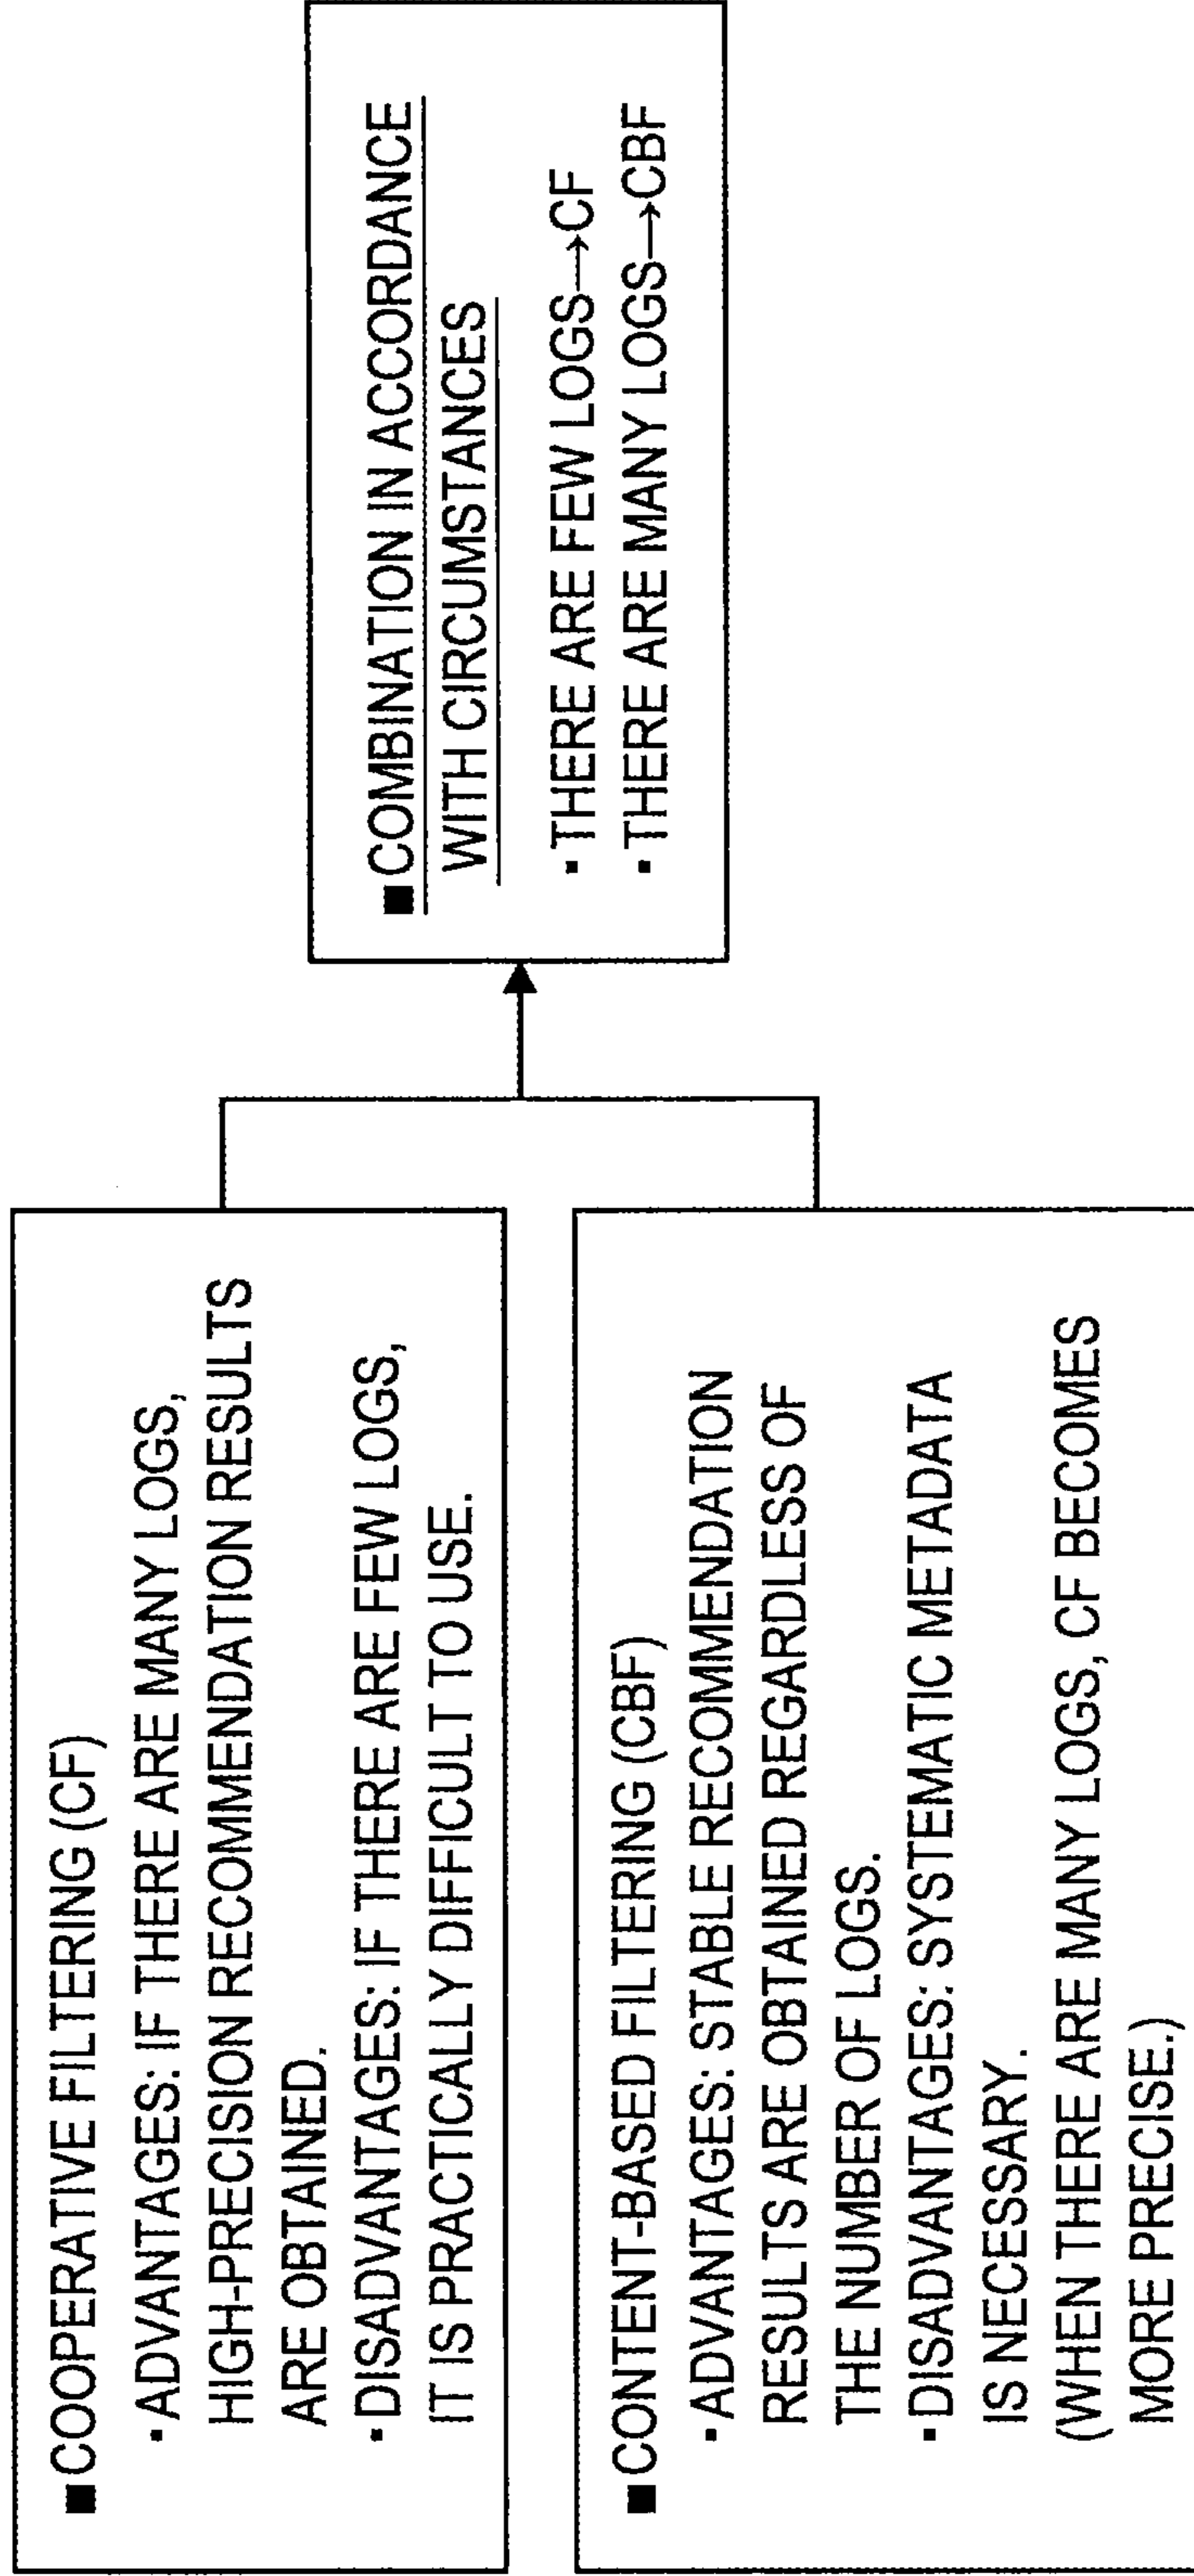 ■COOPERATIVE FILTERING (CF)
・ADVANTAGES: IF THERE ARE MANY LOGS,
HIGH-PRECISION RECOMMENDATION RESULTS
ARE OBTAINED.
・DISADVANTAGES: IF THERE ARE FEW LOGS,
IT IS PRACTICALLY DIFFICULT TO USE.
■CONTENT-BASED FILTERING (CBF)
・ADVANTAGES: STABLE RECOMMENDATION
RESULTS ARE OBTAINED REGARDLESS OF
THE NUMBER OF LOGS.
・DISADVANTAGES: SYSTEMATIC METADATA
IS NECESSARY.
(WHEN THERE ARE MANY LOGS, CF BECOMES
MORE PRECISE.)
■COMBINATION IN ACCORDANCE
WITH CIRCUMSTANCES
・THERE ARE FEW LOGS→CF
・THERE ARE MANY LOGS→CBF